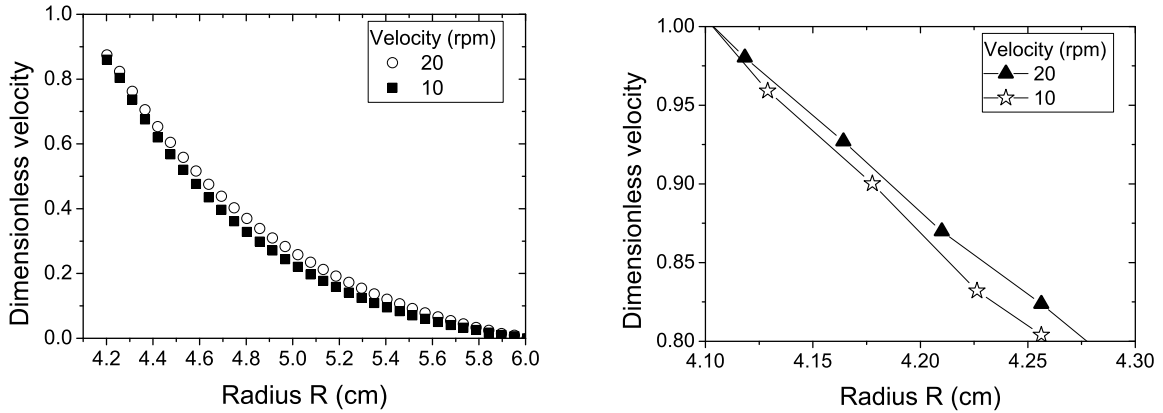 Dimensionless velocity
1.0
0.8
0.6
0.4
0.2
0.0
Velocity (rpm)
20
10
4.2 4.4 4.6 4.8 5.0 5.2 5.4 5.6 5.8 6.0
Radius R (cm)
Dimensionless velocity
1.00
0.95
0.90
0.85
0.80
Velocity (rpm)
20
10
4.10 4.15 4.20 4.25 4.30
Radius R (cm)